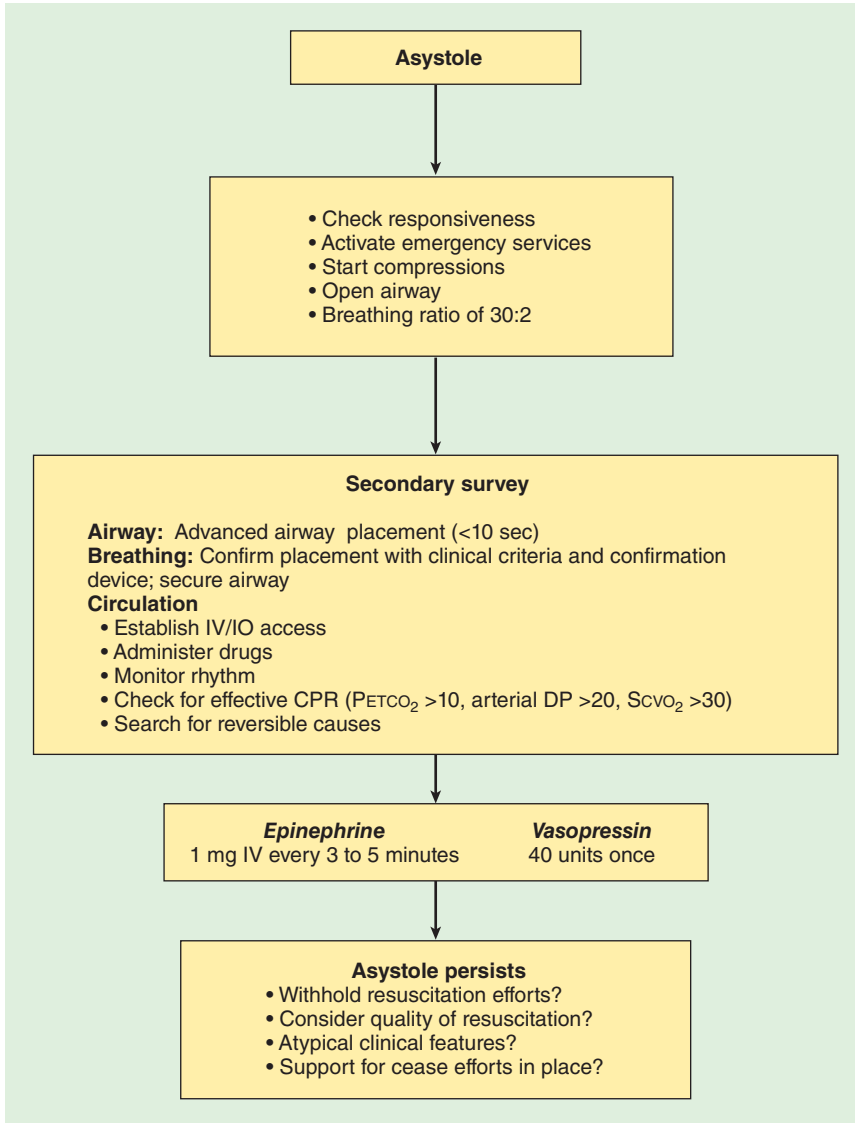 Asystole
• Check responsiveness
• Activate emergency services
• Start compressions
• Open airway
• Breathing ratio of 30:2
Secondary survey
Airway: Advanced airway placement (<10 sec)
Breathing: Confirm placement with clinical criteria and confirmation
device; secure airway
Circulation
• Establish IV/IO access
• Administer drugs
• Monitor rhythm
• Check for effective CPR (PETCO₂ >10, arterial DP >20, SCVO₂ >30)
• Search for reversible causes
Epinephrine Vasopressin
1 mg IV every 3 to 5 minutes 40 units once
Asystole persists
• Withhold resuscitation efforts?
• Consider quality of resuscitation?
• Atypical clinical features?
• Support for cease efforts in place?